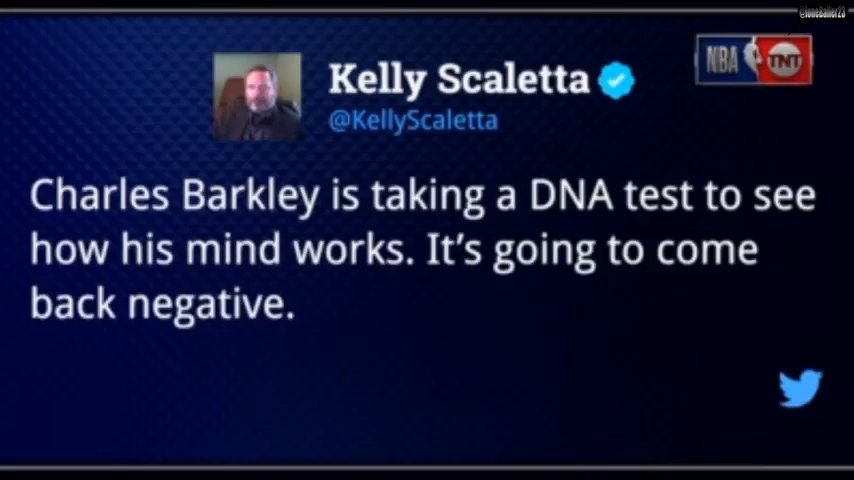 @loneBaller23
Kelly Scaletta
NBA TNT
@KellyScaletta
Charles Barkley is taking a DNA test to see
how his mind works. It’s going to come
back negative.